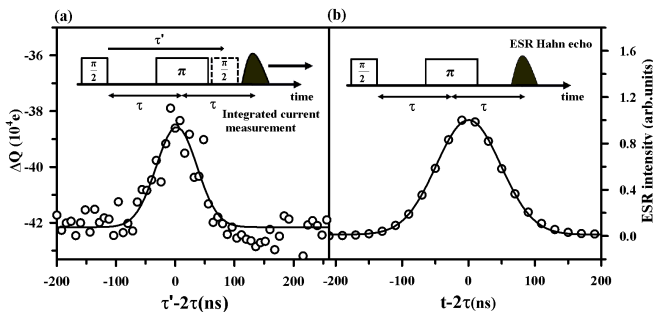 (a)
τ'
π/2
π
π/2
time
τ
τ
Integrated current
measurement
ΔQ (10⁴e)
-36
-38
-40
-42
-200
-100
0
100
200
τ'-2τ(ns)
(b)
ESR Hahn echo
π/2
π
time
τ
τ
1.6
1.2
0.8
0.4
0.0
ESR intensity (arb.units)
-200
-100
0
100
200
t-2τ(ns)